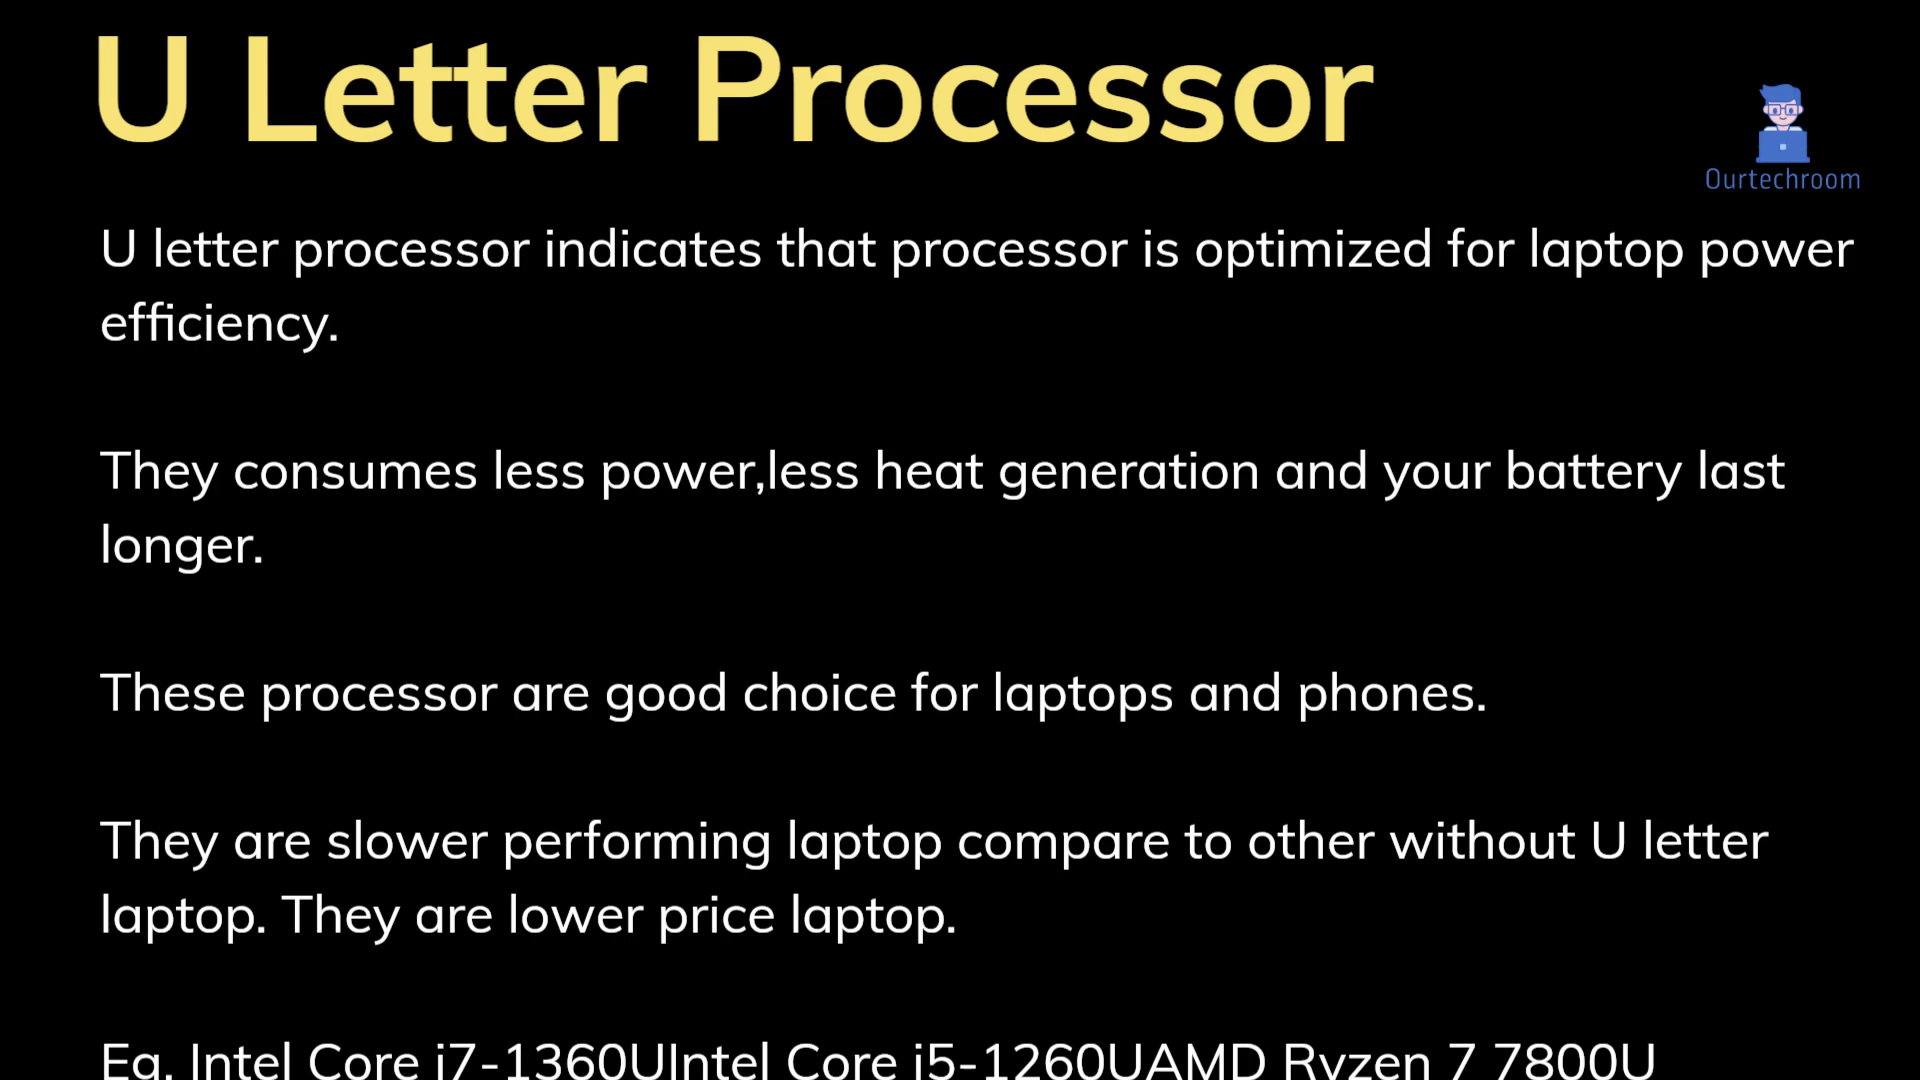 U Letter Processor
Ourtechroom
U letter processor indicates that processor is optimized for laptop power
efficiency.
They consumes less power,less heat generation and your battery last
longer.
These processor are good choice for laptops and phones.
They are slower performing laptop compare to other without U letter
laptop. They are lower price laptop.
Eg. Intel Core i7-1360UIntel Core i5-1260UAMD Ryzen 7 7800U